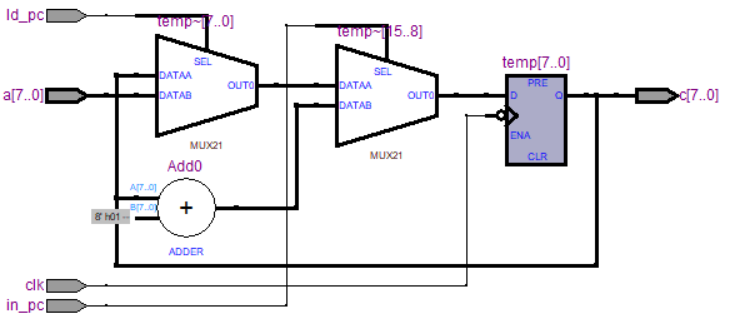 ld_pc
temp~[7..0]
temp~[15..8]
SEL
SEL
temp[7..0]
a[7..0]
DATAA
DATAB
OUT0
DATAA
DATAB
OUT0
PRE
D
Q
ENA
CLR
c[7..0]
MUX21
MUX21
Add0
A[7..0]
B[7..0]
8' h01 --
+
ADDER
clk
in_pc